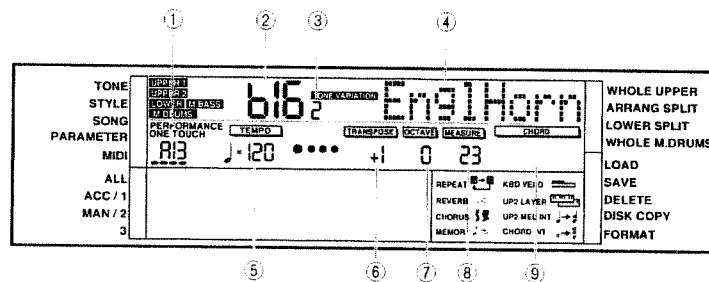 ① ② ③ ④
TONE
STYLE
SONG
PARAMETER
MIDI
ALL
ACC / 1
MAN / 2
3
UPPER 1
UPPER 2
LOWER M.BASS
M.DRUMS
b16
TONE VARIATION
2
EnglHorn
PERFORMANCE
ONE TOUCH
A13
TEMPO
♩=120
TRANSPOSE
+1
OCTAVE
0
MEASURE
23
CHORD
REPEAT
REVERB
CHORUS
KBD VELO
UP2 LAYER
UP2 MEL INT
CHORD
WHOLE UPPER
ARRANG SPLIT
LOWER SPLIT
WHOLE M.DRUMS
LOAD
SAVE
DELETE
DISK COPY
FORMAT
⑤ ⑥ ⑦ ⑧ ⑨